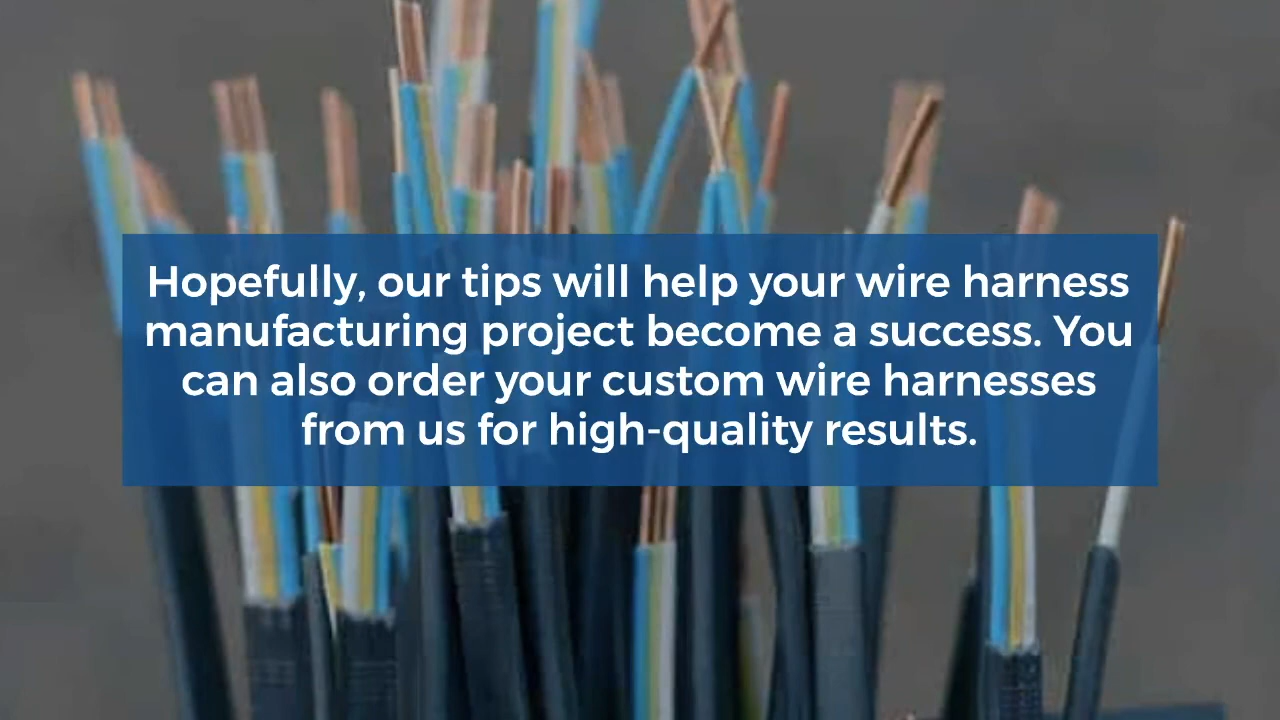 Hopefully, our tips will help your wire harness
manufacturing project become a success. You
can also order your custom wire harnesses
from us for high-quality results.